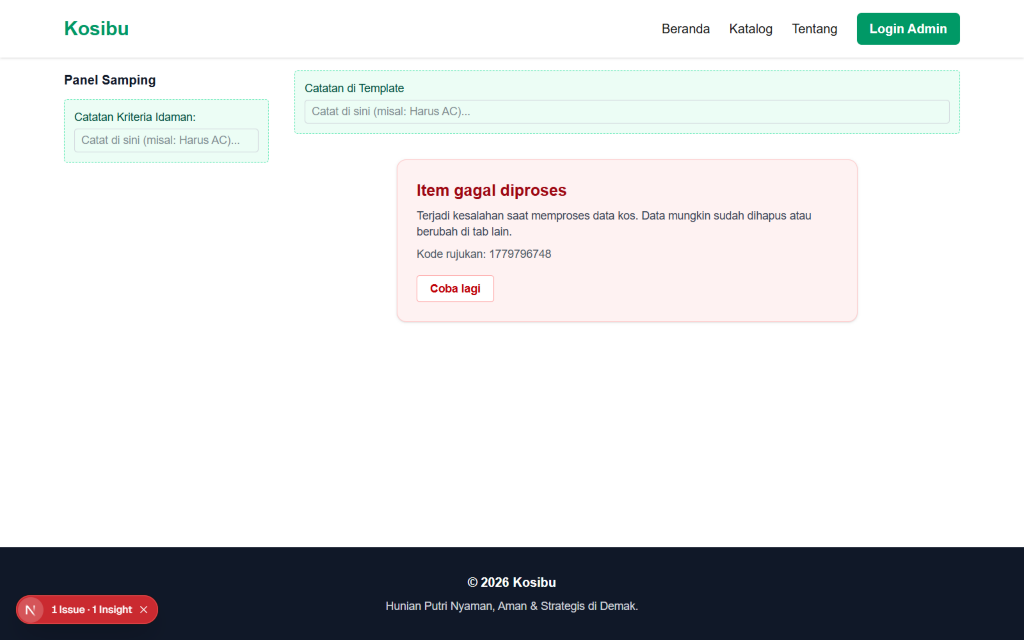 Kosibu
Beranda
Katalog
Tentang
Login Admin
Panel Samping
Catatan Kriteria Idaman:
Catat di sini (misal: Harus AC)...
Catatan di Template
Catat di sini (misal: Harus AC)...
Item gagal diproses
Terjadi kesalahan saat memproses data kos. Data mungkin sudah dihapus atau
berubah di tab lain.
Kode rujukan: 1779796748
Coba lagi
© 2026 Kosibu
Hunian Putri Nyaman, Aman & Strategis di Demak.
N
1 Issue · 1 Insight